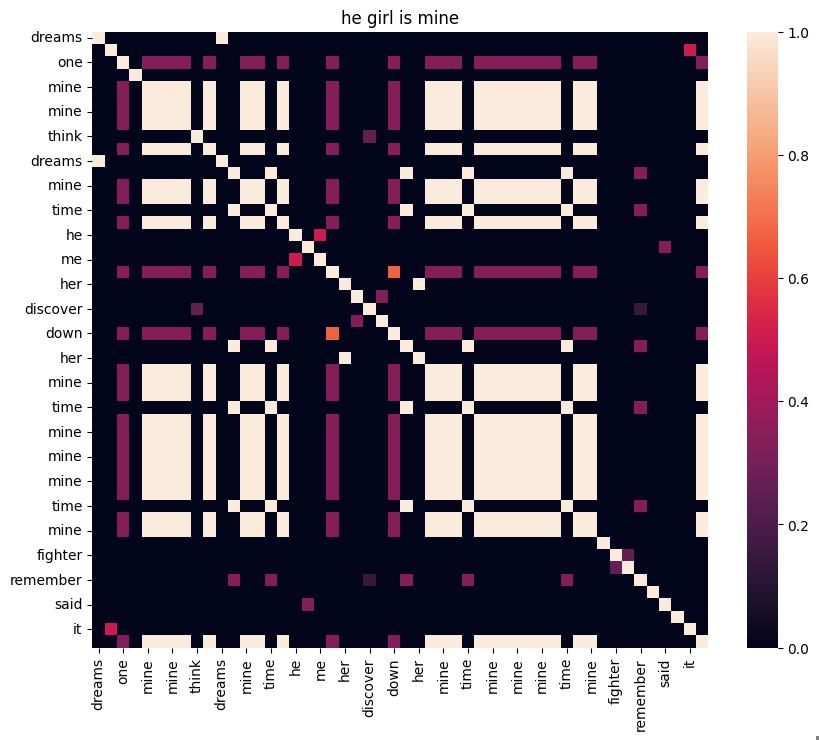 he girl is mine
dreams
one
mine
mine
think
dreams
mine
time
he
me
her
discover
down
her
mine
time
mine
mine
mine
time
mine
fighter
remember
said
it
1.0
0.8
0.6
0.4
0.2
0.0
dreams
one
mine
mine
think
dreams
mine
time
he
me
her
discover
down
her
mine
time
mine
mine
mine
time
mine
fighter
remember
said
it